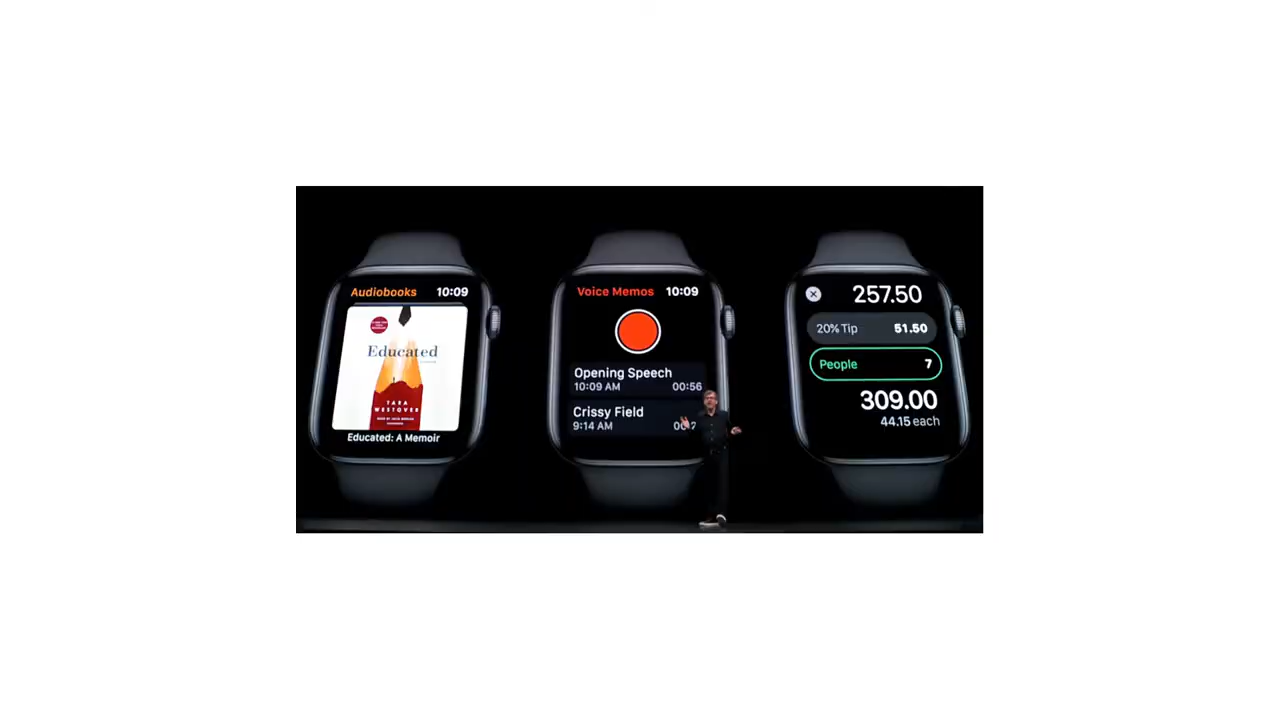 Audiobooks 10:09
Educated
TARA
WESTOVER
Educated: A Memoir
Voice Memos 10:09
Opening Speech
10:09 AM 00:56
Crissy Field
9:14 AM
257.50
20% Tip 51.50
People 7
309.00
44.15 each